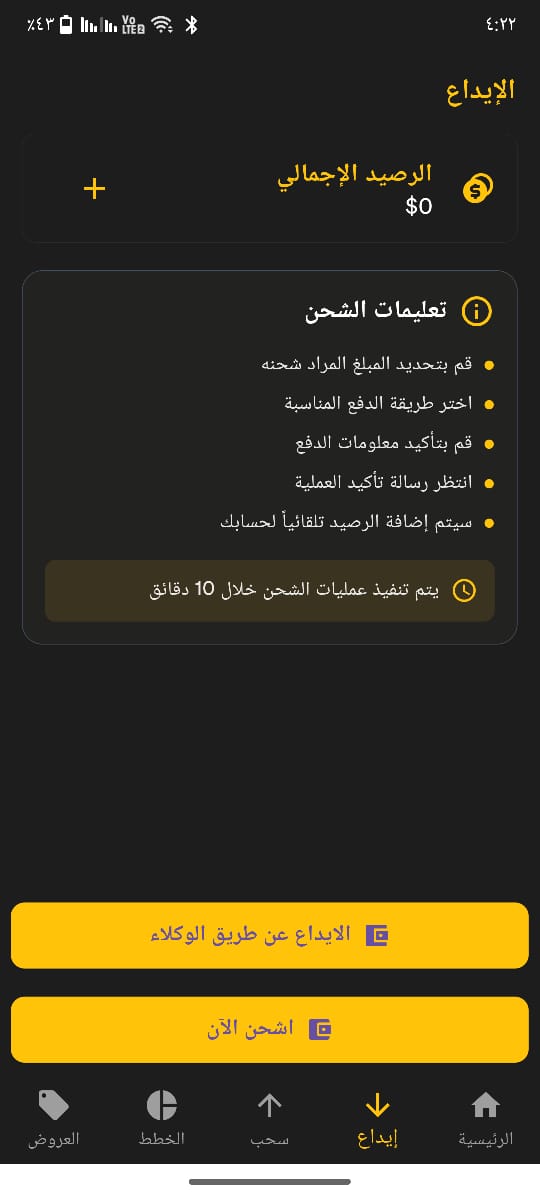 ٤:٢٢
٪٤٣
Vo LTE2
الإيداع
الرصيد الإجمالي
$0
تعليمات الشحن
قم بتحديد المبلغ المراد شحنه
اختر طريقة الدفع المناسبة
قم بتأكيد معلومات الدفع
انتظر رسالة تأكيد العملية
سيتم إضافة الرصيد تلقائياً لحسابك
يتم تنفيذ عمليات الشحن خلال 10 دقائق
الايداع عن طريق الوكلاء
اشحن الآن
الرئيسية
إيداع
سحب
الخطط
العروض